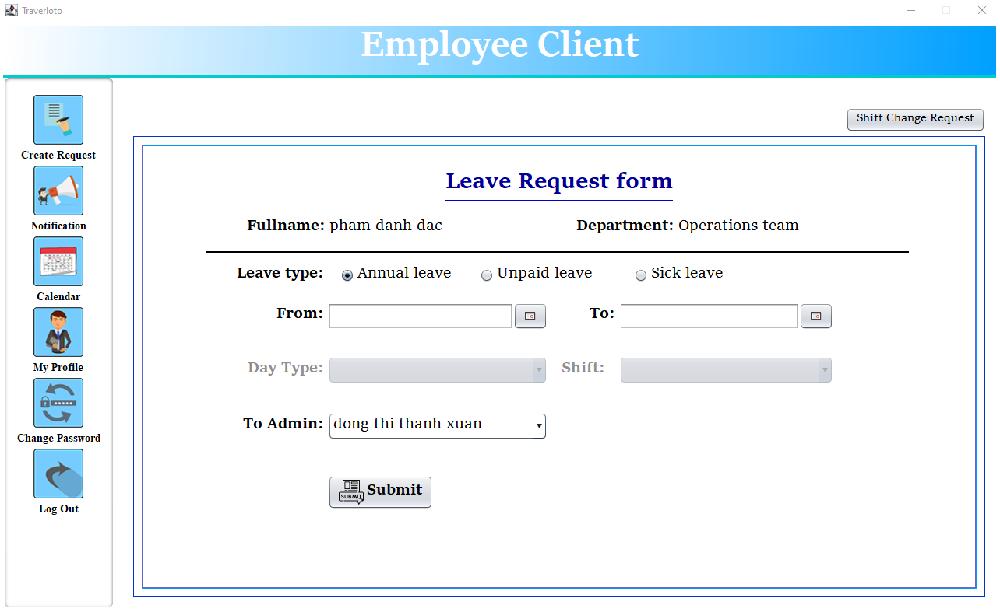 Traverloto
Employee Client
Shift Change Request
Create Request
Notification
Calendar
My Profile
Change Password
Log Out
Leave Request form
Fullname: pham danh dac Department: Operations team
Leave type: Annual leave Unpaid leave Sick leave
From: To:
Day Type: Shift:
To Admin: dong thi thanh xuan
SUBMIT Submit